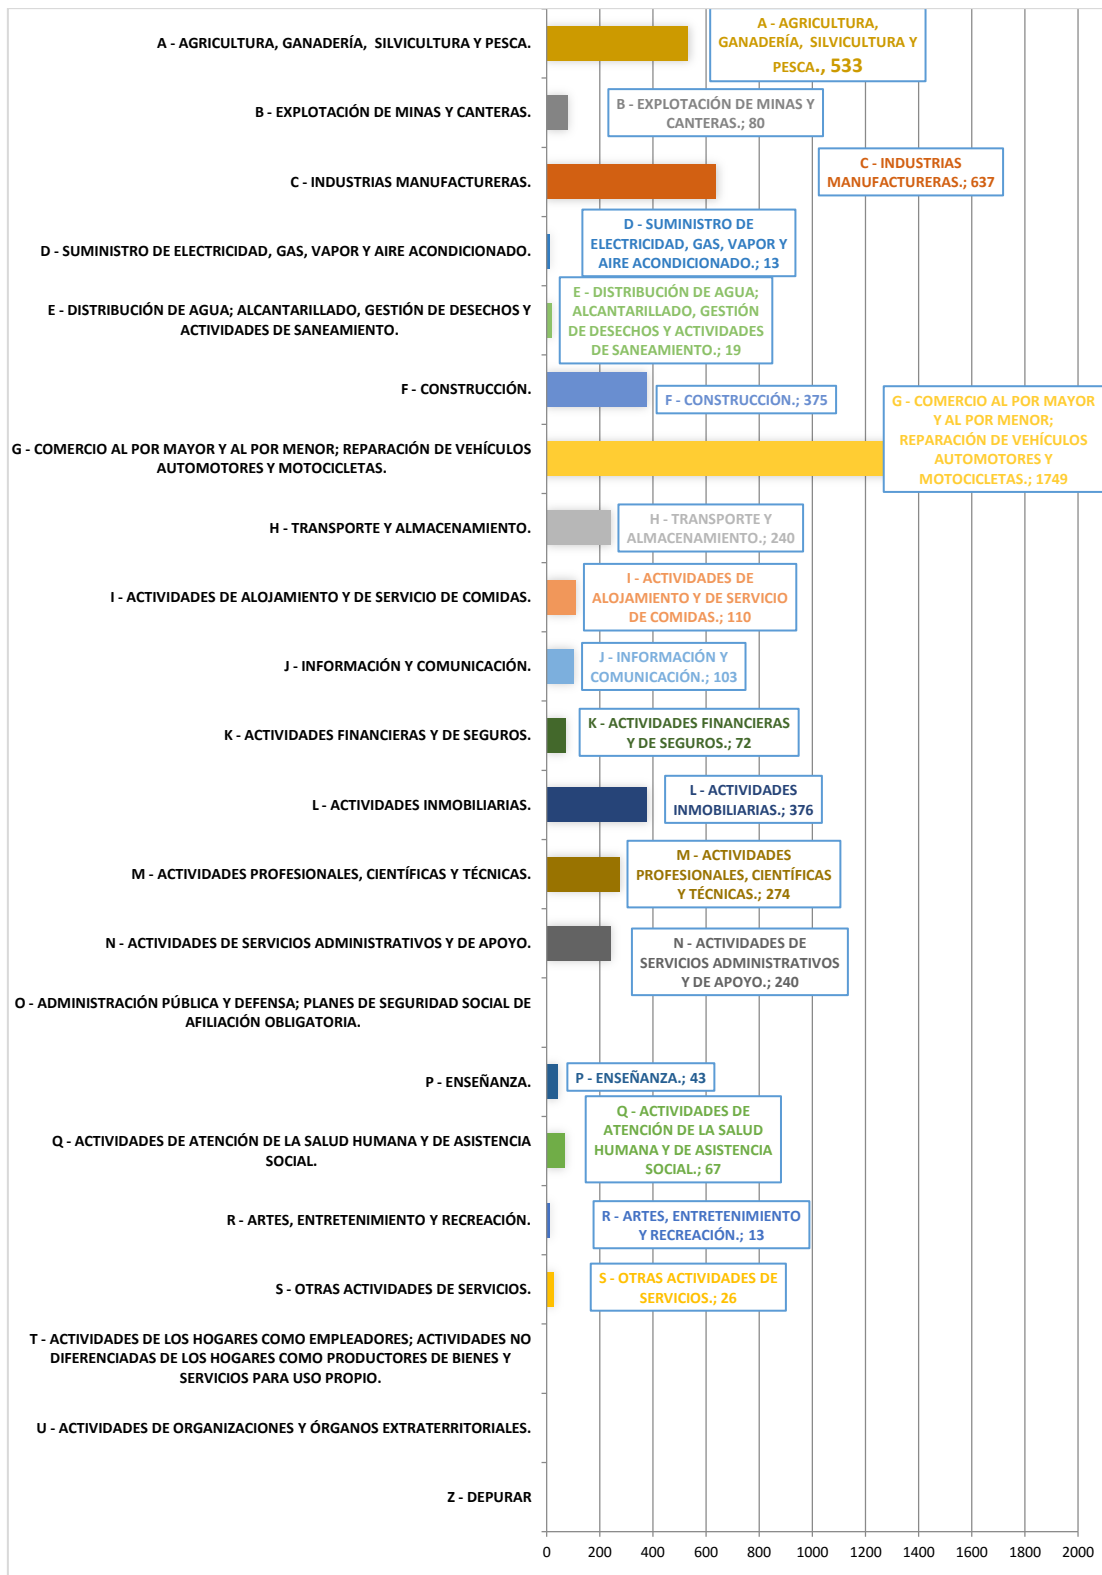 A - AGRICULTURA, GANADERÍA,  SILVICULTURA Y PESCA.
A - AGRICULTURA,
GANADERÍA,  SILVICULTURA Y
PESCA., 533
B - EXPLOTACIÓN DE MINAS Y CANTERAS.
B - EXPLOTACIÓN DE MINAS Y
CANTERAS.; 80
C - INDUSTRIAS MANUFACTURERAS.
C - INDUSTRIAS
MANUFACTURERAS.; 637
D - SUMINISTRO DE ELECTRICIDAD, GAS, VAPOR Y AIRE ACONDICIONADO.
D - SUMINISTRO DE
ELECTRICIDAD, GAS, VAPOR Y
AIRE ACONDICIONADO.; 13
E - DISTRIBUCIÓN DE AGUA; ALCANTARILLADO, GESTIÓN DE DESECHOS Y
ACTIVIDADES DE SANEAMIENTO.
E - DISTRIBUCIÓN DE AGUA;
ALCANTARILLADO, GESTIÓN
DE DESECHOS Y ACTIVIDADES
DE SANEAMIENTO.; 19
F - CONSTRUCCIÓN.
F - CONSTRUCCIÓN.; 375
G - COMERCIO AL POR MAYOR Y AL POR MENOR; REPARACIÓN DE VEHÍCULOS
AUTOMOTORES Y MOTOCICLETAS.
G - COMERCIO AL POR MAYOR
Y AL POR MENOR;
REPARACIÓN DE VEHÍCULOS
AUTOMOTORES Y
MOTOCICLETAS.; 1749
H - TRANSPORTE Y ALMACENAMIENTO.
H - TRANSPORTE Y
ALMACENAMIENTO.; 240
I - ACTIVIDADES DE ALOJAMIENTO Y DE SERVICIO DE COMIDAS.
I - ACTIVIDADES DE
ALOJAMIENTO Y DE SERVICIO
DE COMIDAS.; 110
J - INFORMACIÓN Y COMUNICACIÓN.
J - INFORMACIÓN Y
COMUNICACIÓN.; 103
K - ACTIVIDADES FINANCIERAS Y DE SEGUROS.
K - ACTIVIDADES FINANCIERAS
Y DE SEGUROS.; 72
L - ACTIVIDADES INMOBILIARIAS.
L - ACTIVIDADES
INMOBILIARIAS.; 376
M - ACTIVIDADES PROFESIONALES, CIENTÍFICAS Y TÉCNICAS.
M - ACTIVIDADES
PROFESIONALES, CIENTÍFICAS
Y TÉCNICAS.; 274
N - ACTIVIDADES DE SERVICIOS ADMINISTRATIVOS Y DE APOYO.
N - ACTIVIDADES DE
SERVICIOS ADMINISTRATIVOS
Y DE APOYO.; 240
O - ADMINISTRACIÓN PÚBLICA Y DEFENSA; PLANES DE SEGURIDAD SOCIAL DE
AFILIACIÓN OBLIGATORIA.
P - ENSEÑANZA.
P - ENSEÑANZA.; 43
Q - ACTIVIDADES DE ATENCIÓN DE LA SALUD HUMANA Y DE ASISTENCIA
SOCIAL.
Q - ACTIVIDADES DE
ATENCIÓN DE LA SALUD
HUMANA Y DE ASISTENCIA
SOCIAL.; 67
R - ARTES, ENTRETENIMIENTO Y RECREACIÓN.
R - ARTES, ENTRETENIMIENTO
Y RECREACIÓN.; 13
S - OTRAS ACTIVIDADES DE SERVICIOS.
S - OTRAS ACTIVIDADES DE
SERVICIOS.; 26
T - ACTIVIDADES DE LOS HOGARES COMO EMPLEADORES; ACTIVIDADES NO
DIFERENCIADAS DE LOS HOGARES COMO PRODUCTORES DE BIENES Y
SERVICIOS PARA USO PROPIO.
U - ACTIVIDADES DE ORGANIZACIONES Y ÓRGANOS EXTRATERRITORIALES.
Z - DEPURAR
0 200 400 600 800 1000 1200 1400 1600 1800 2000